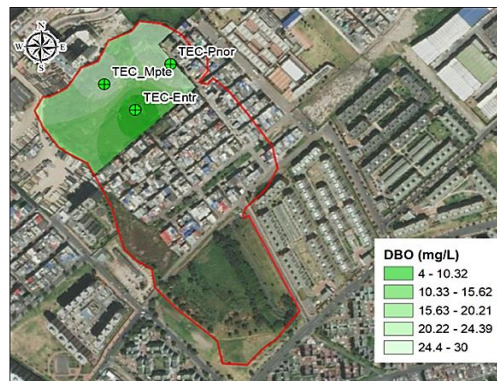 N
W E
S
TEC-Pnor
TEC_Mpte
TEC-Entr
DBO (mg/L)
4 - 10.32
10.33 - 15.62
15.63 - 20.21
20.22 - 24.39
24.4 - 30